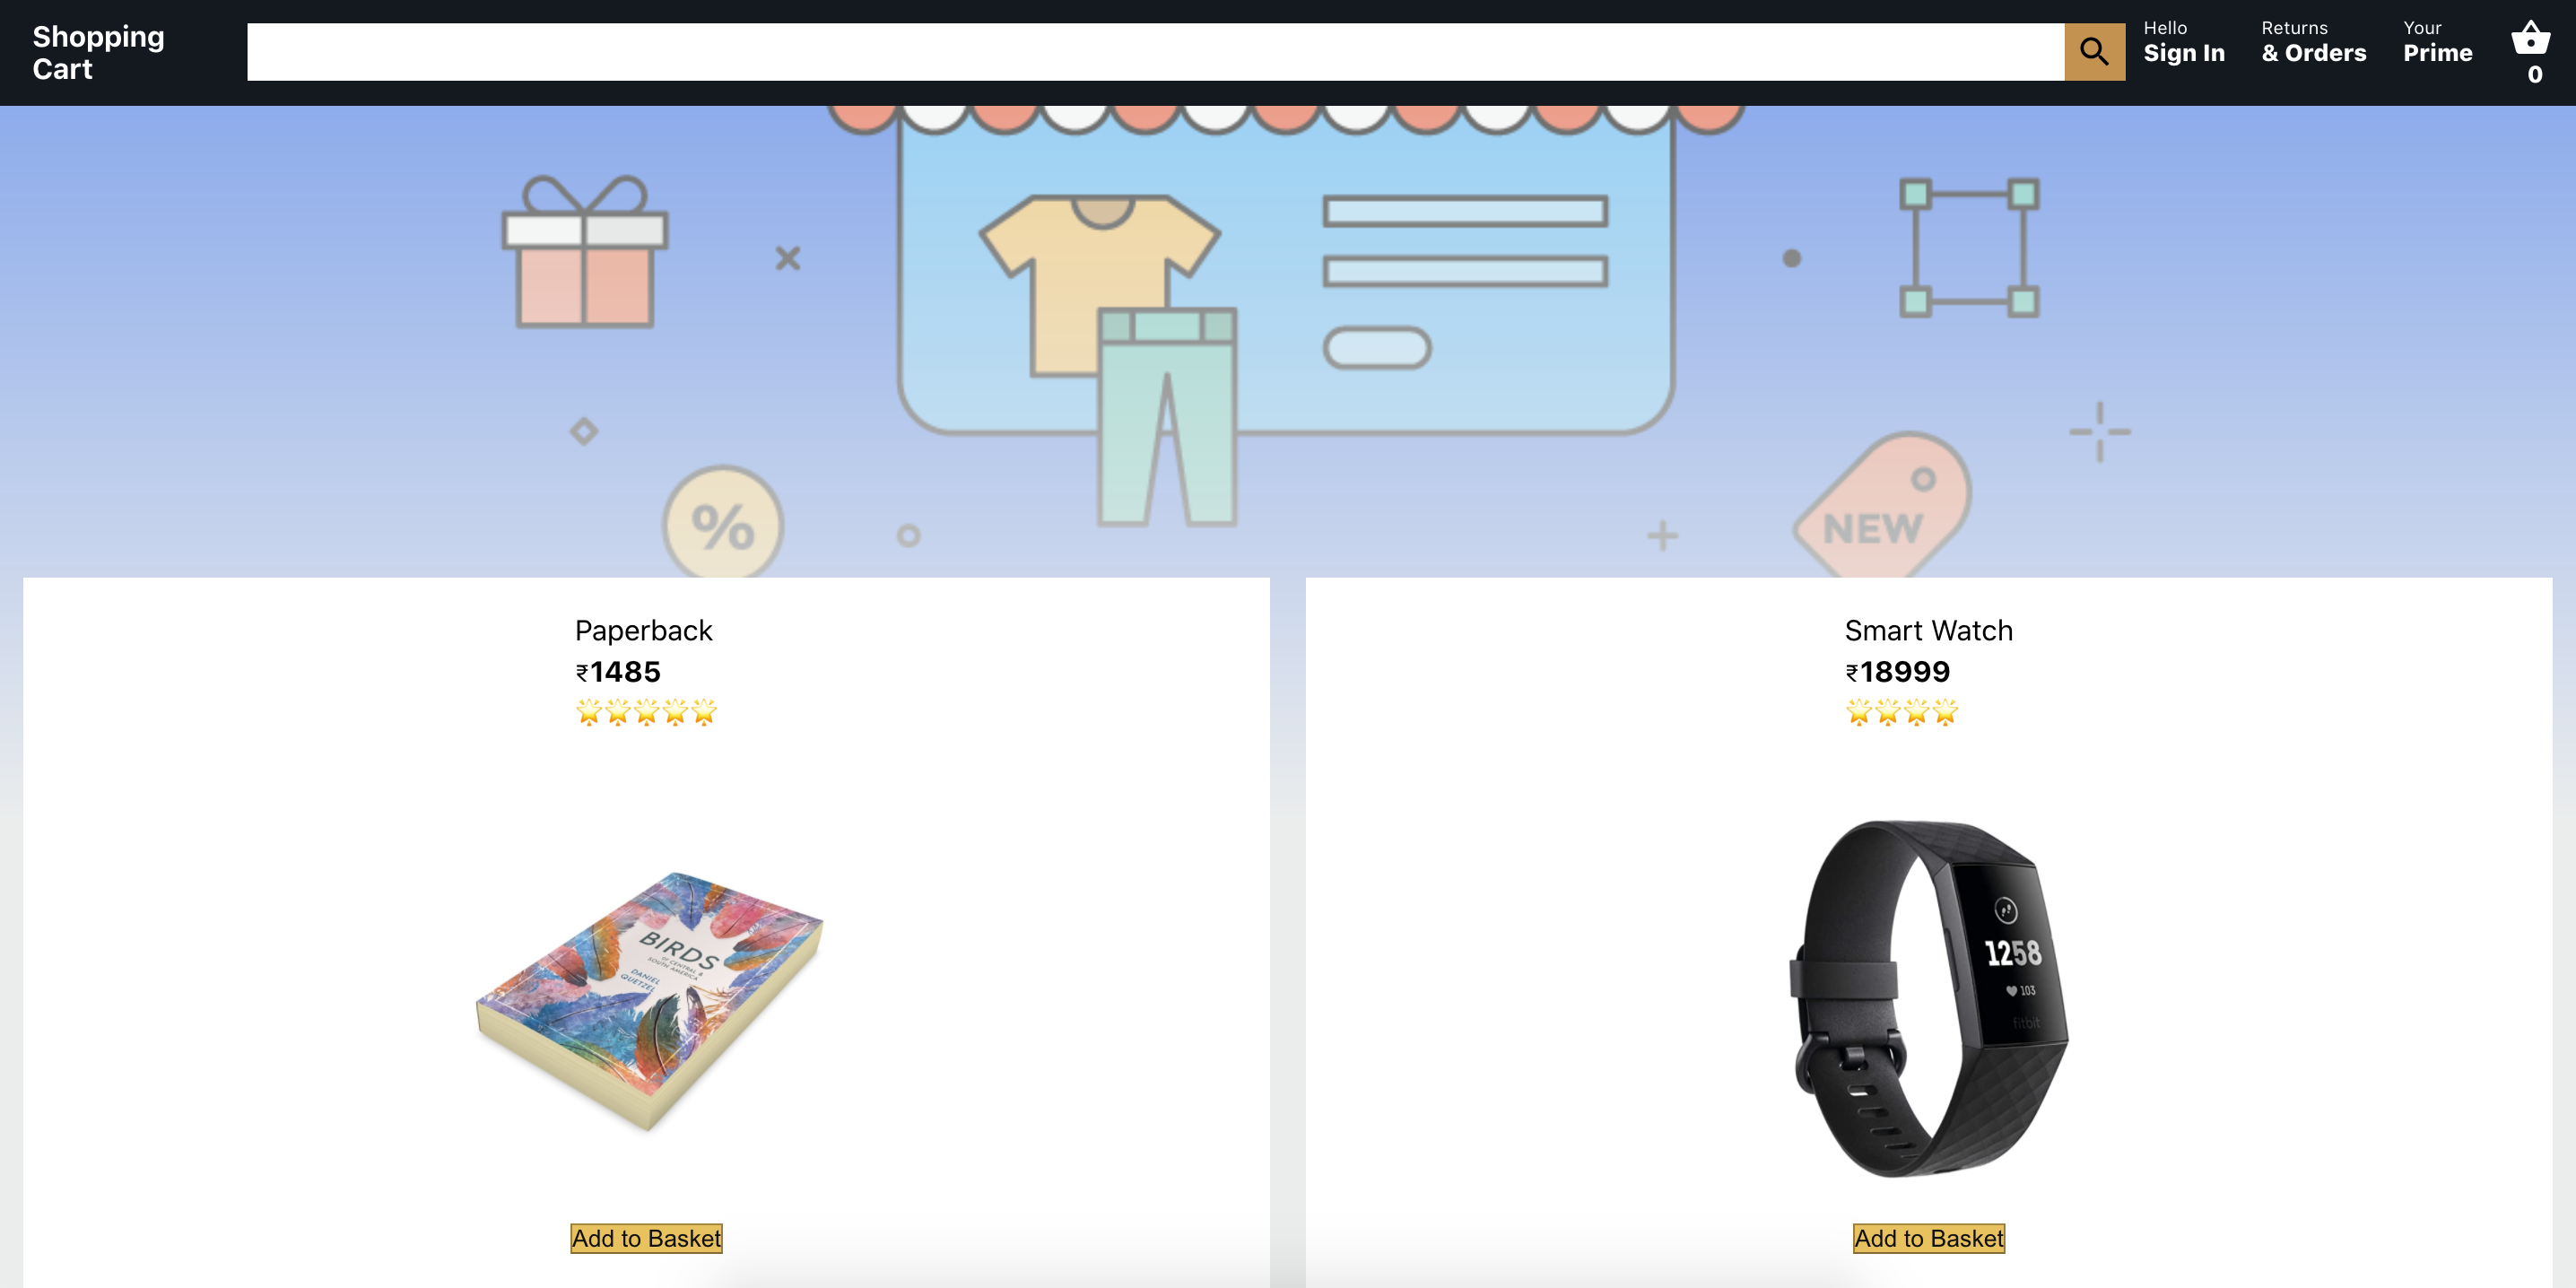 Shopping
Cart
Hello
Sign In
Returns
& Orders
Your
Prime
0
%
NEW
Paperback
₹1485
Smart Watch
₹18999
BIRDS
OF CENTRAL &
SOUTH AMERICA
DANIEL
QUETZEL
1258
103
fitbit
Add to Basket
Add to Basket